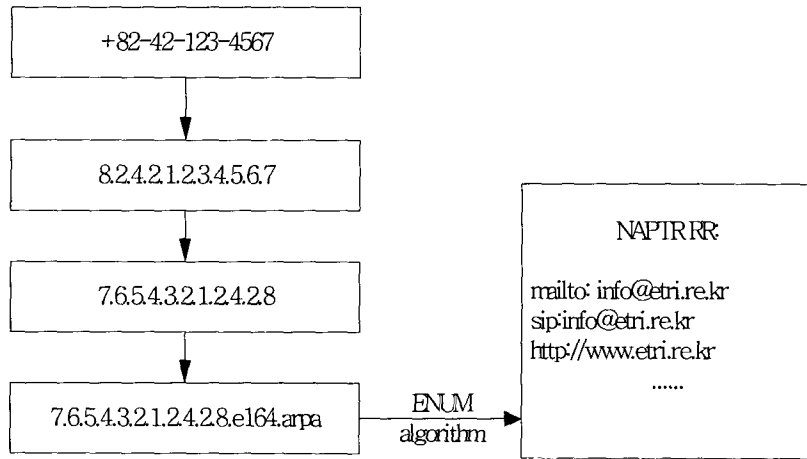 +82-42-123-4567
8.2.4.2.1.2.3.4.5.6.7
7.6.5.4.3.2.1.2.4.2.8
7.6.5.4.3.2.1.2.4.2.8.e164.arpa
ENUM
algorithm
NAPTR RR:
mailto: info@etri.re.kr
sip:info@etri.re.kr
http://www.etri.re.kr
......